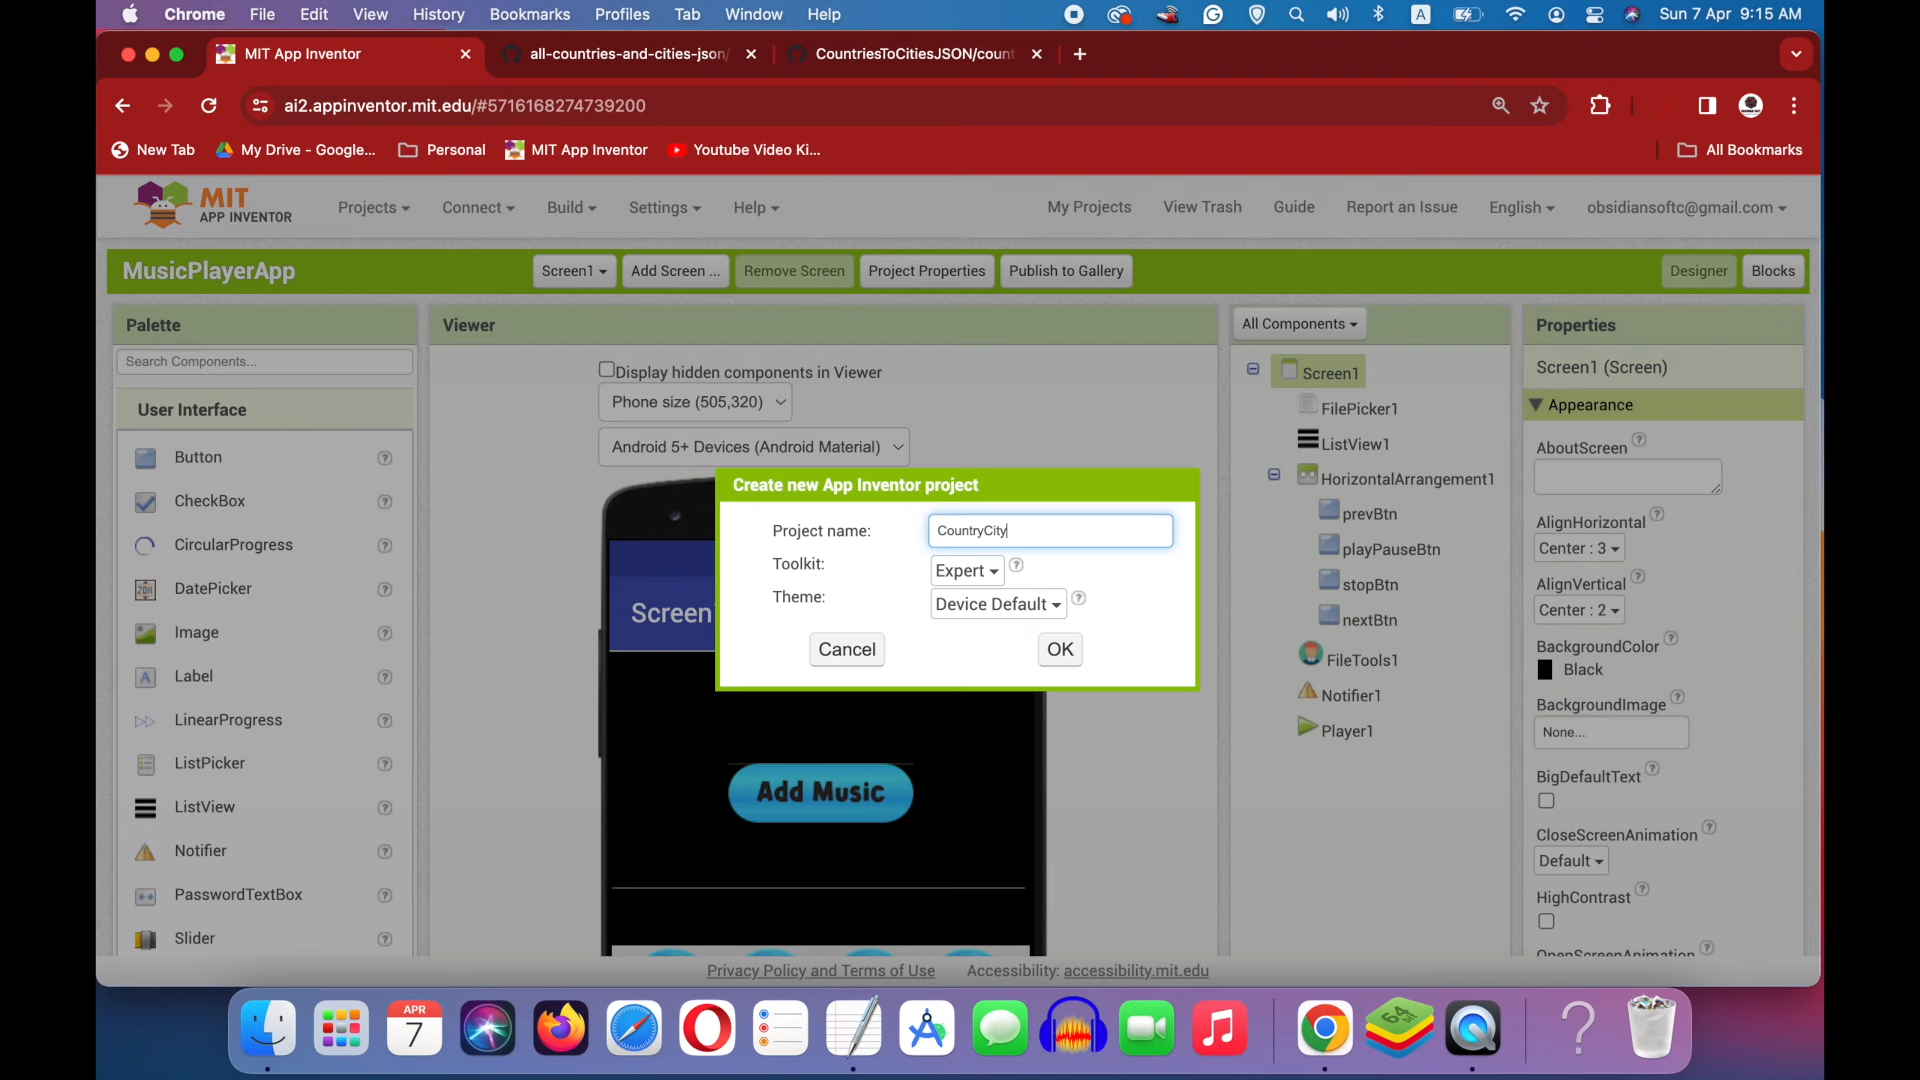 Chrome File Edit View History Bookmarks Profiles Tab Window Help A Sun 7 Apr 9:15 AM
MIT App Inventor all-countries-and-cities-json/ CountriesToCitiesJSON/count
ai2.appinventor.mit.edu/#5716168274739200
New Tab My Drive - Google... Personal MIT App Inventor Youtube Video Ki... All Bookmarks
MIT
APP INVENTOR
Projects Connect Build Settings Help My Projects View Trash Guide Report an Issue English obsidiansoftc@gmail.com
MusicPlayerApp Screen1 Add Screen ... Remove Screen Project Properties Publish to Gallery Designer Blocks
Palette
Search Components...
User Interface
Button ?
CheckBox ?
CircularProgress ?
DatePicker ?
Image ?
Label ?
LinearProgress ?
ListPicker ?
ListView ?
Notifier ?
PasswordTextBox ?
Slider ?
Viewer
Display hidden components in Viewer
Phone size (505,320)
Android 5+ Devices (Android Material)
Screen
Add Music
Create new App Inventor project
Project name: CountryCity
Toolkit: Expert ?
Theme: Device Default ?
Cancel OK
All Components
Screen1
FilePicker1
ListView1
HorizontalArrangement1
prevBtn
playPauseBtn
stopBtn
nextBtn
FileTools1
Notifier1
Player1
Properties
Screen1 (Screen)
Appearance
AboutScreen ?
AlignHorizontal ?
Center : 3
AlignVertical ?
Center : 2
BackgroundColor ?
Black
BackgroundImage ?
None...
BigDefaultText ?
CloseScreenAnimation ?
Default
HighContrast ?
OpenScreenAnimation ?
Privacy Policy and Terms of Use Accessibility: accessibility.mit.edu
APR
7
64
bit
?